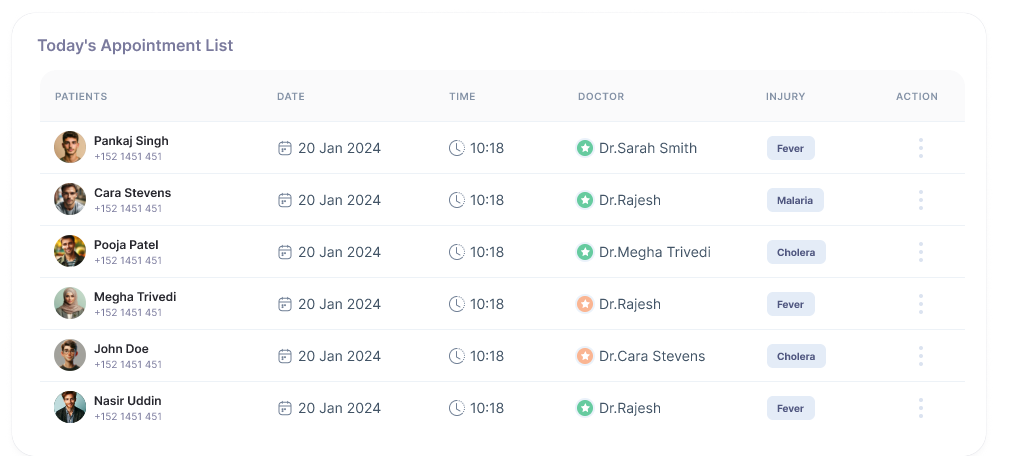 Today's Appointment List
PATIENTS DATE TIME DOCTOR INJURY ACTION
Pankaj Singh
+152 1451 451
20 Jan 2024 10:18 Dr.Sarah Smith Fever
Cara Stevens
+152 1451 451
20 Jan 2024 10:18 Dr.Rajesh Malaria
Pooja Patel
+152 1451 451
20 Jan 2024 10:18 Dr.Megha Trivedi Cholera
Megha Trivedi
+152 1451 451
20 Jan 2024 10:18 Dr.Rajesh Fever
John Doe
+152 1451 451
20 Jan 2024 10:18 Dr.Cara Stevens Cholera
Nasir Uddin
+152 1451 451
20 Jan 2024 10:18 Dr.Rajesh Fever